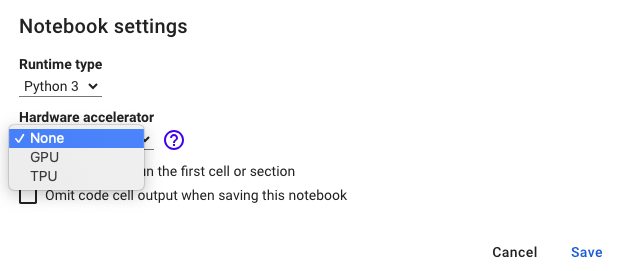 Notebook settings
Runtime type
Python 3
Hardware accelerator
✓ None
?
GPU
TPU
the first cell or section
Omit code cell output when saving this notebook
Cancel Save